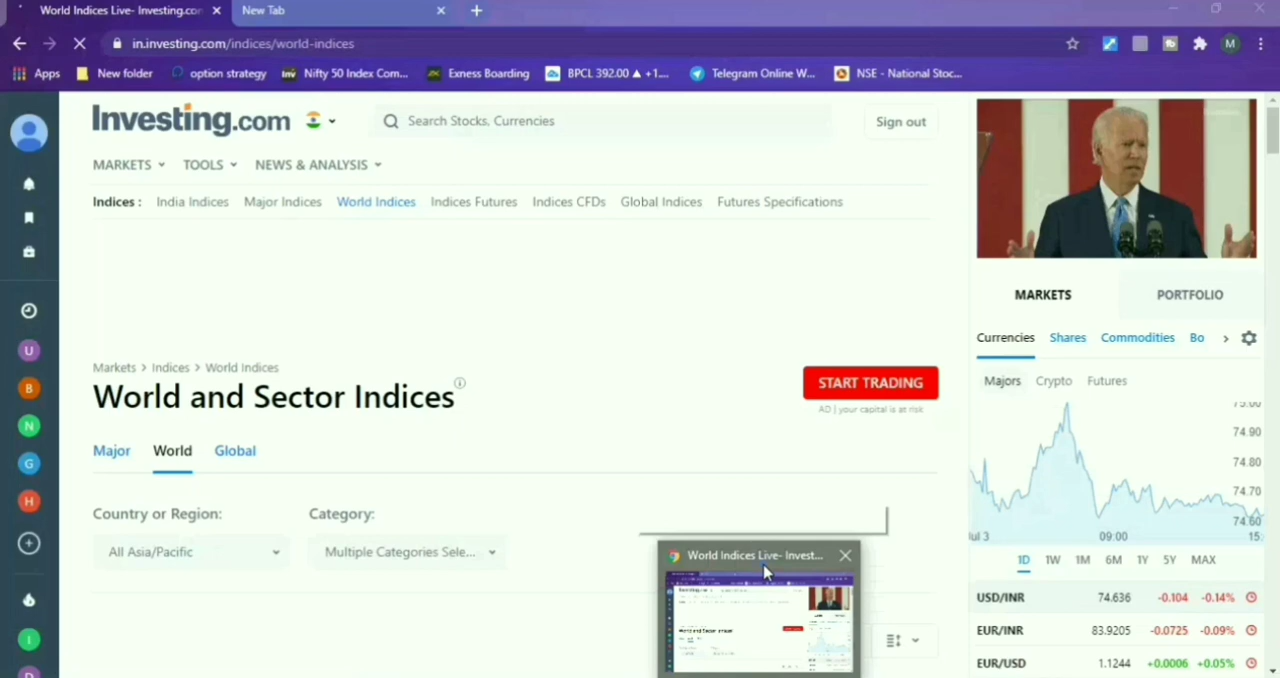 World Indices Live- Investing.con
New Tab
in.investing.com/indices/world-indices
M
Apps
New folder
option strategy
inv Nifty 50 Index Com...
Exness Boarding
BPCL 392.00 ▲ +1....
Telegram Online W...
NSE - National Stoc...
Investing.com
Search Stocks, Currencies
Sign out
MARKETS
TOOLS
NEWS & ANALYSIS
Indices : India Indices Major Indices World Indices Indices Futures Indices CFDs Global Indices Futures Specifications
Markets > Indices > World Indices
World and Sector Indices
START TRADING
AD | your capital is at risk
Major World Global
Country or Region:
Category:
All Asia/Pacific
Multiple Categories Sele...
World Indices Live- Invest...
U
B
N
G
H
I
MARKETS
PORTFOLIO
Currencies Shares Commodities Bo
Majors Crypto Futures
74.90
74.80
74.70
74.60
Jul 3 09:00 15:
1D 1W 1M 6M 1Y 5Y MAX
USD/INR 74.636 -0.104 -0.14%
EUR/INR 83.9205 -0.0725 -0.09%
EUR/USD 1.1244 +0.0006 +0.05%